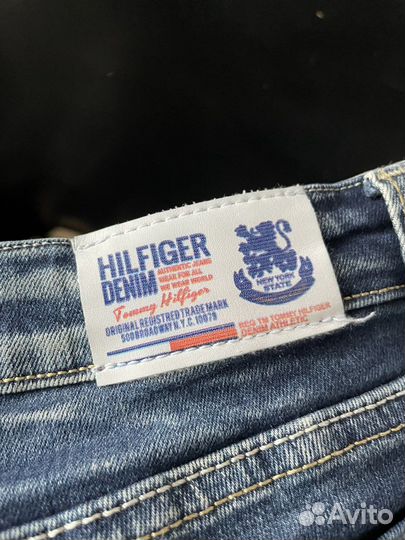 HILFIGER
DENIM
AUTHENTIC JEANS
WEAR FOR ALL
WE WEAR WORLD
Tommy Hilfiger
ORIGINAL REGISTRED TRADE MARK
500 BROADWAY N.Y.C. 10079
NEW YORK
STATE
REG TM TOMMY HILFIGER
DENIM ATHLETIC
Avito